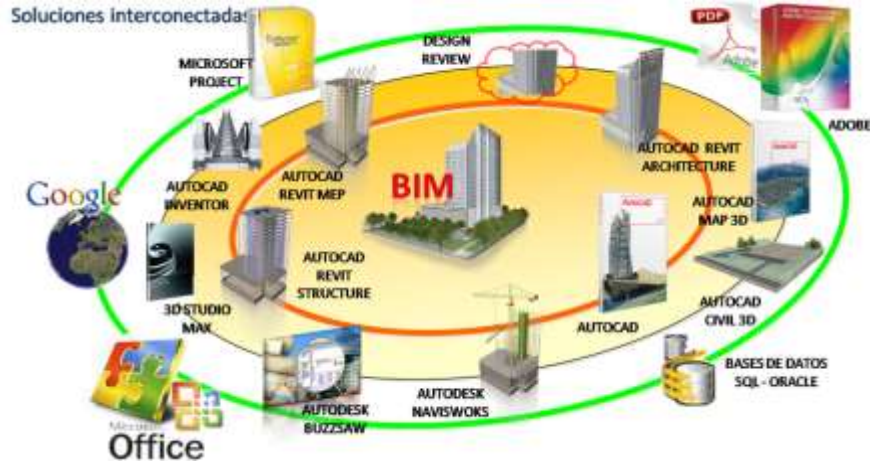 Soluciones interconectadas
MICROSOFT
PROJECT
DESIGN
REVIEW
PDF
Adobe
ADOBE
AUTOCAD
INVENTOR
AUTOCAD
REVIT MEP
AUTOCAD REVIT
ARCHITECTURE
Google
BIM
AUTOCAD
MAP 3D
AUTOCAD
REVIT
STRUCTURE
3D STUDIO
MAX
AUTOCAD
AUTOCAD
CIVIL 3D
AUTODESK
BUZZSAW
AUTODESK
NAVISWOKS
BASES DE DATOS
SQL - ORACLE
Microsoft
Office